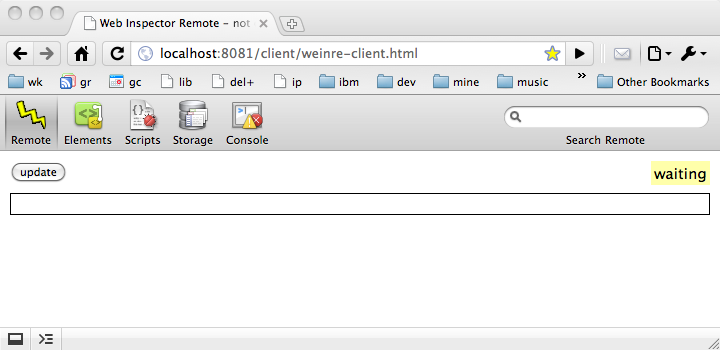 Web Inspector Remote – not
localhost:8081/client/weinre-client.html
wk gr gc lib del+ ip ibm dev mine music » Other Bookmarks
Remote Elements Scripts Storage Console Search Remote
update waiting